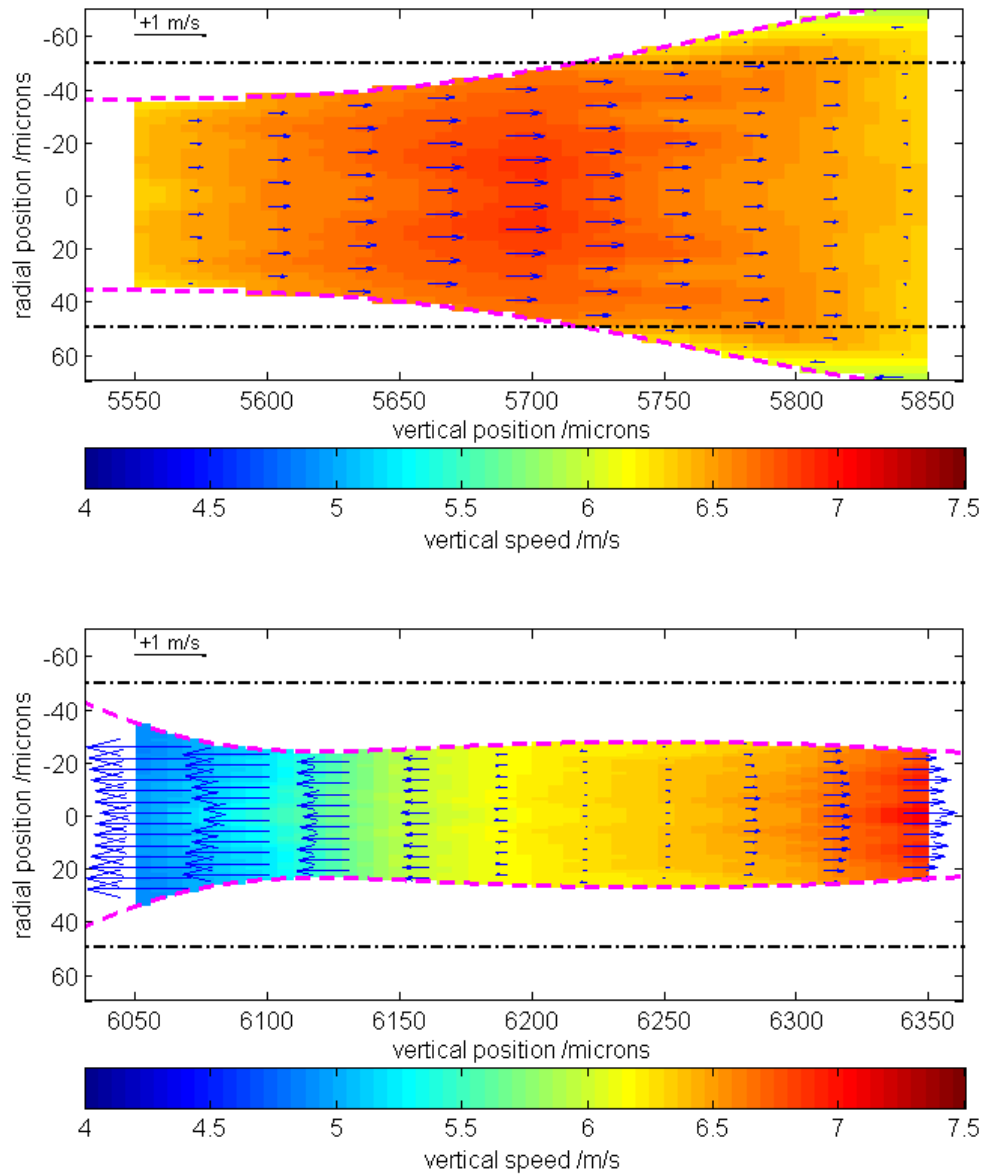 +1 m/s
-60
-40
-20
0
20
40
60
radial position /microns
5550 5600 5650 5700 5750 5800 5850
vertical position /microns
4 4.5 5 5.5 6 6.5 7 7.5
vertical speed /m/s
+1 m/s
-60
-40
-20
0
20
40
60
radial position /microns
6050 6100 6150 6200 6250 6300 6350
vertical position /microns
4 4.5 5 5.5 6 6.5 7 7.5
vertical speed /m/s